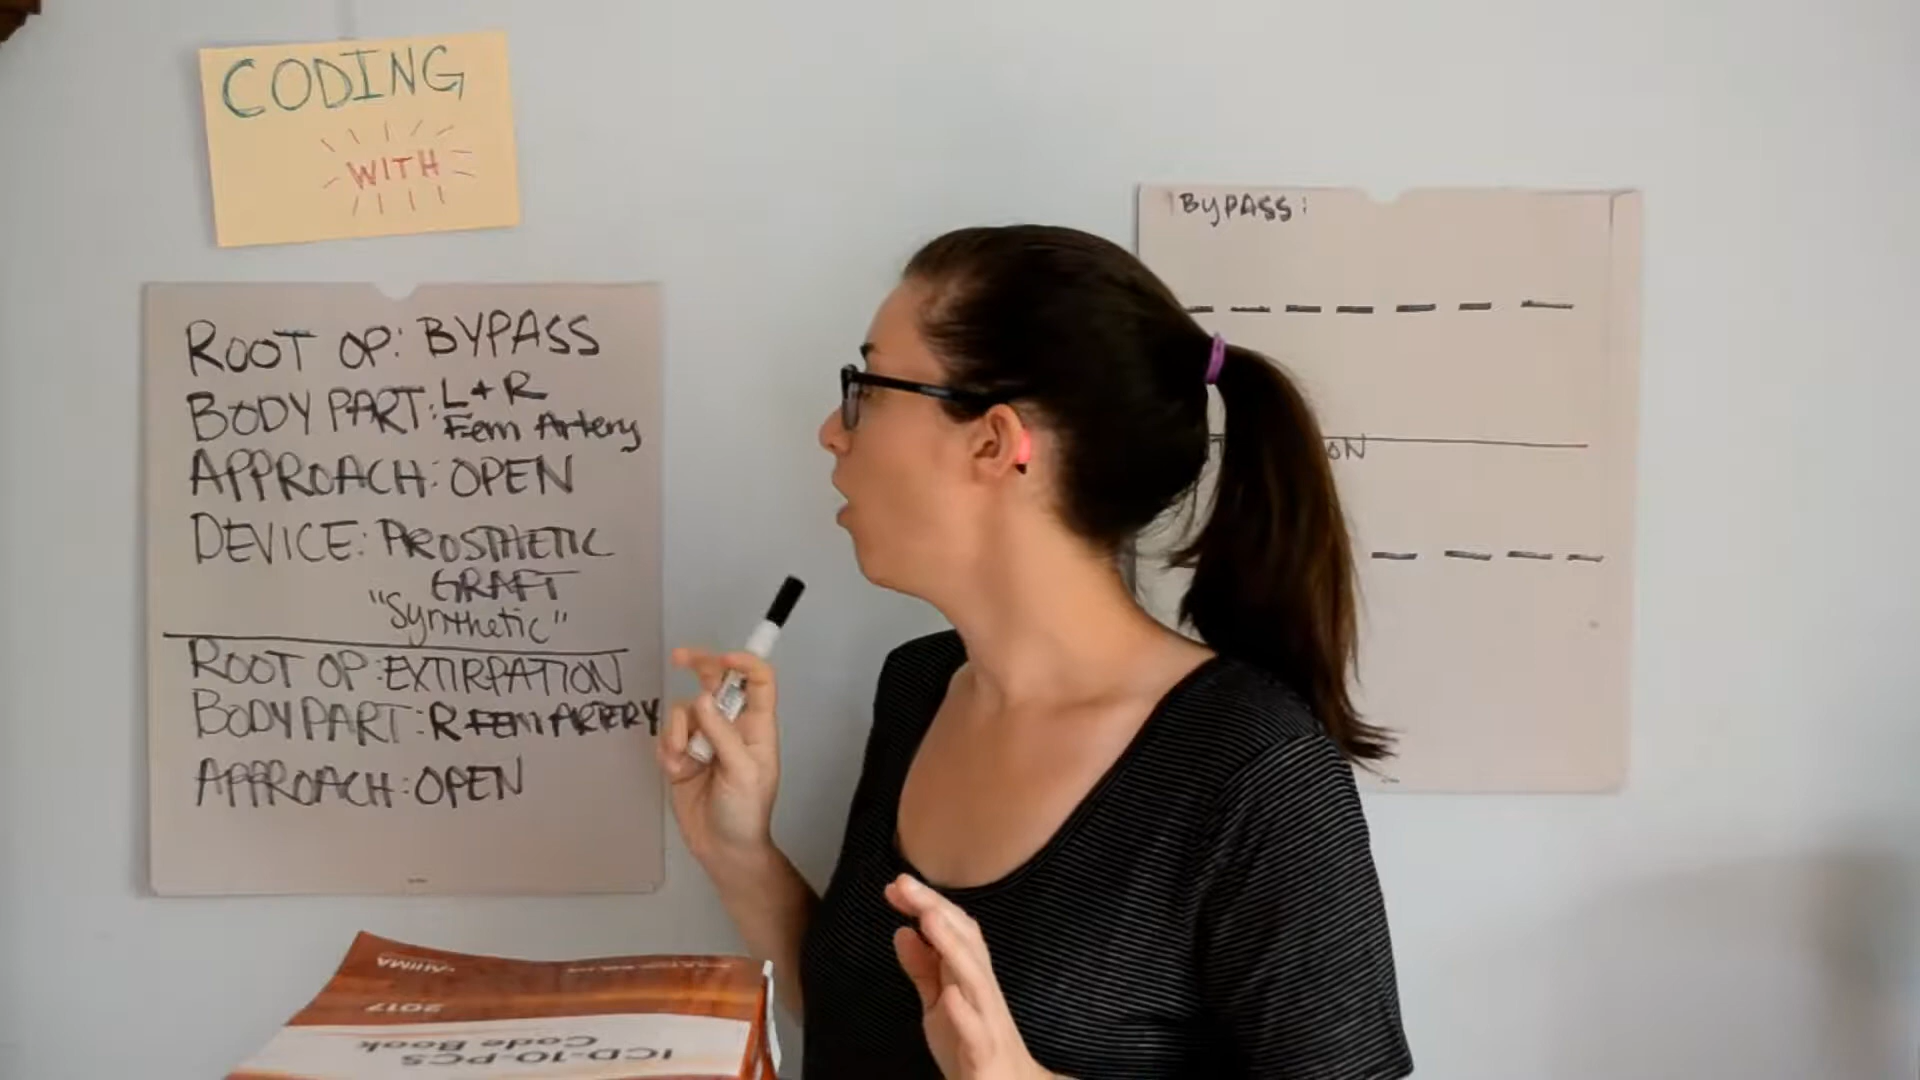 CODING
WITH
ROOT OP: BYPASS
BODY PART: L + R
Fem Artery
APPROACH: OPEN
DEVICE: PROSTHETIC
GRAFT
"Synthetic"
ROOT OP: EXTIRPATION
BODY PART: R FEM ARTERY
APPROACH: OPEN
BYPASS:
ON
AHIMA
2017
ICD-10-PCS
Code Book